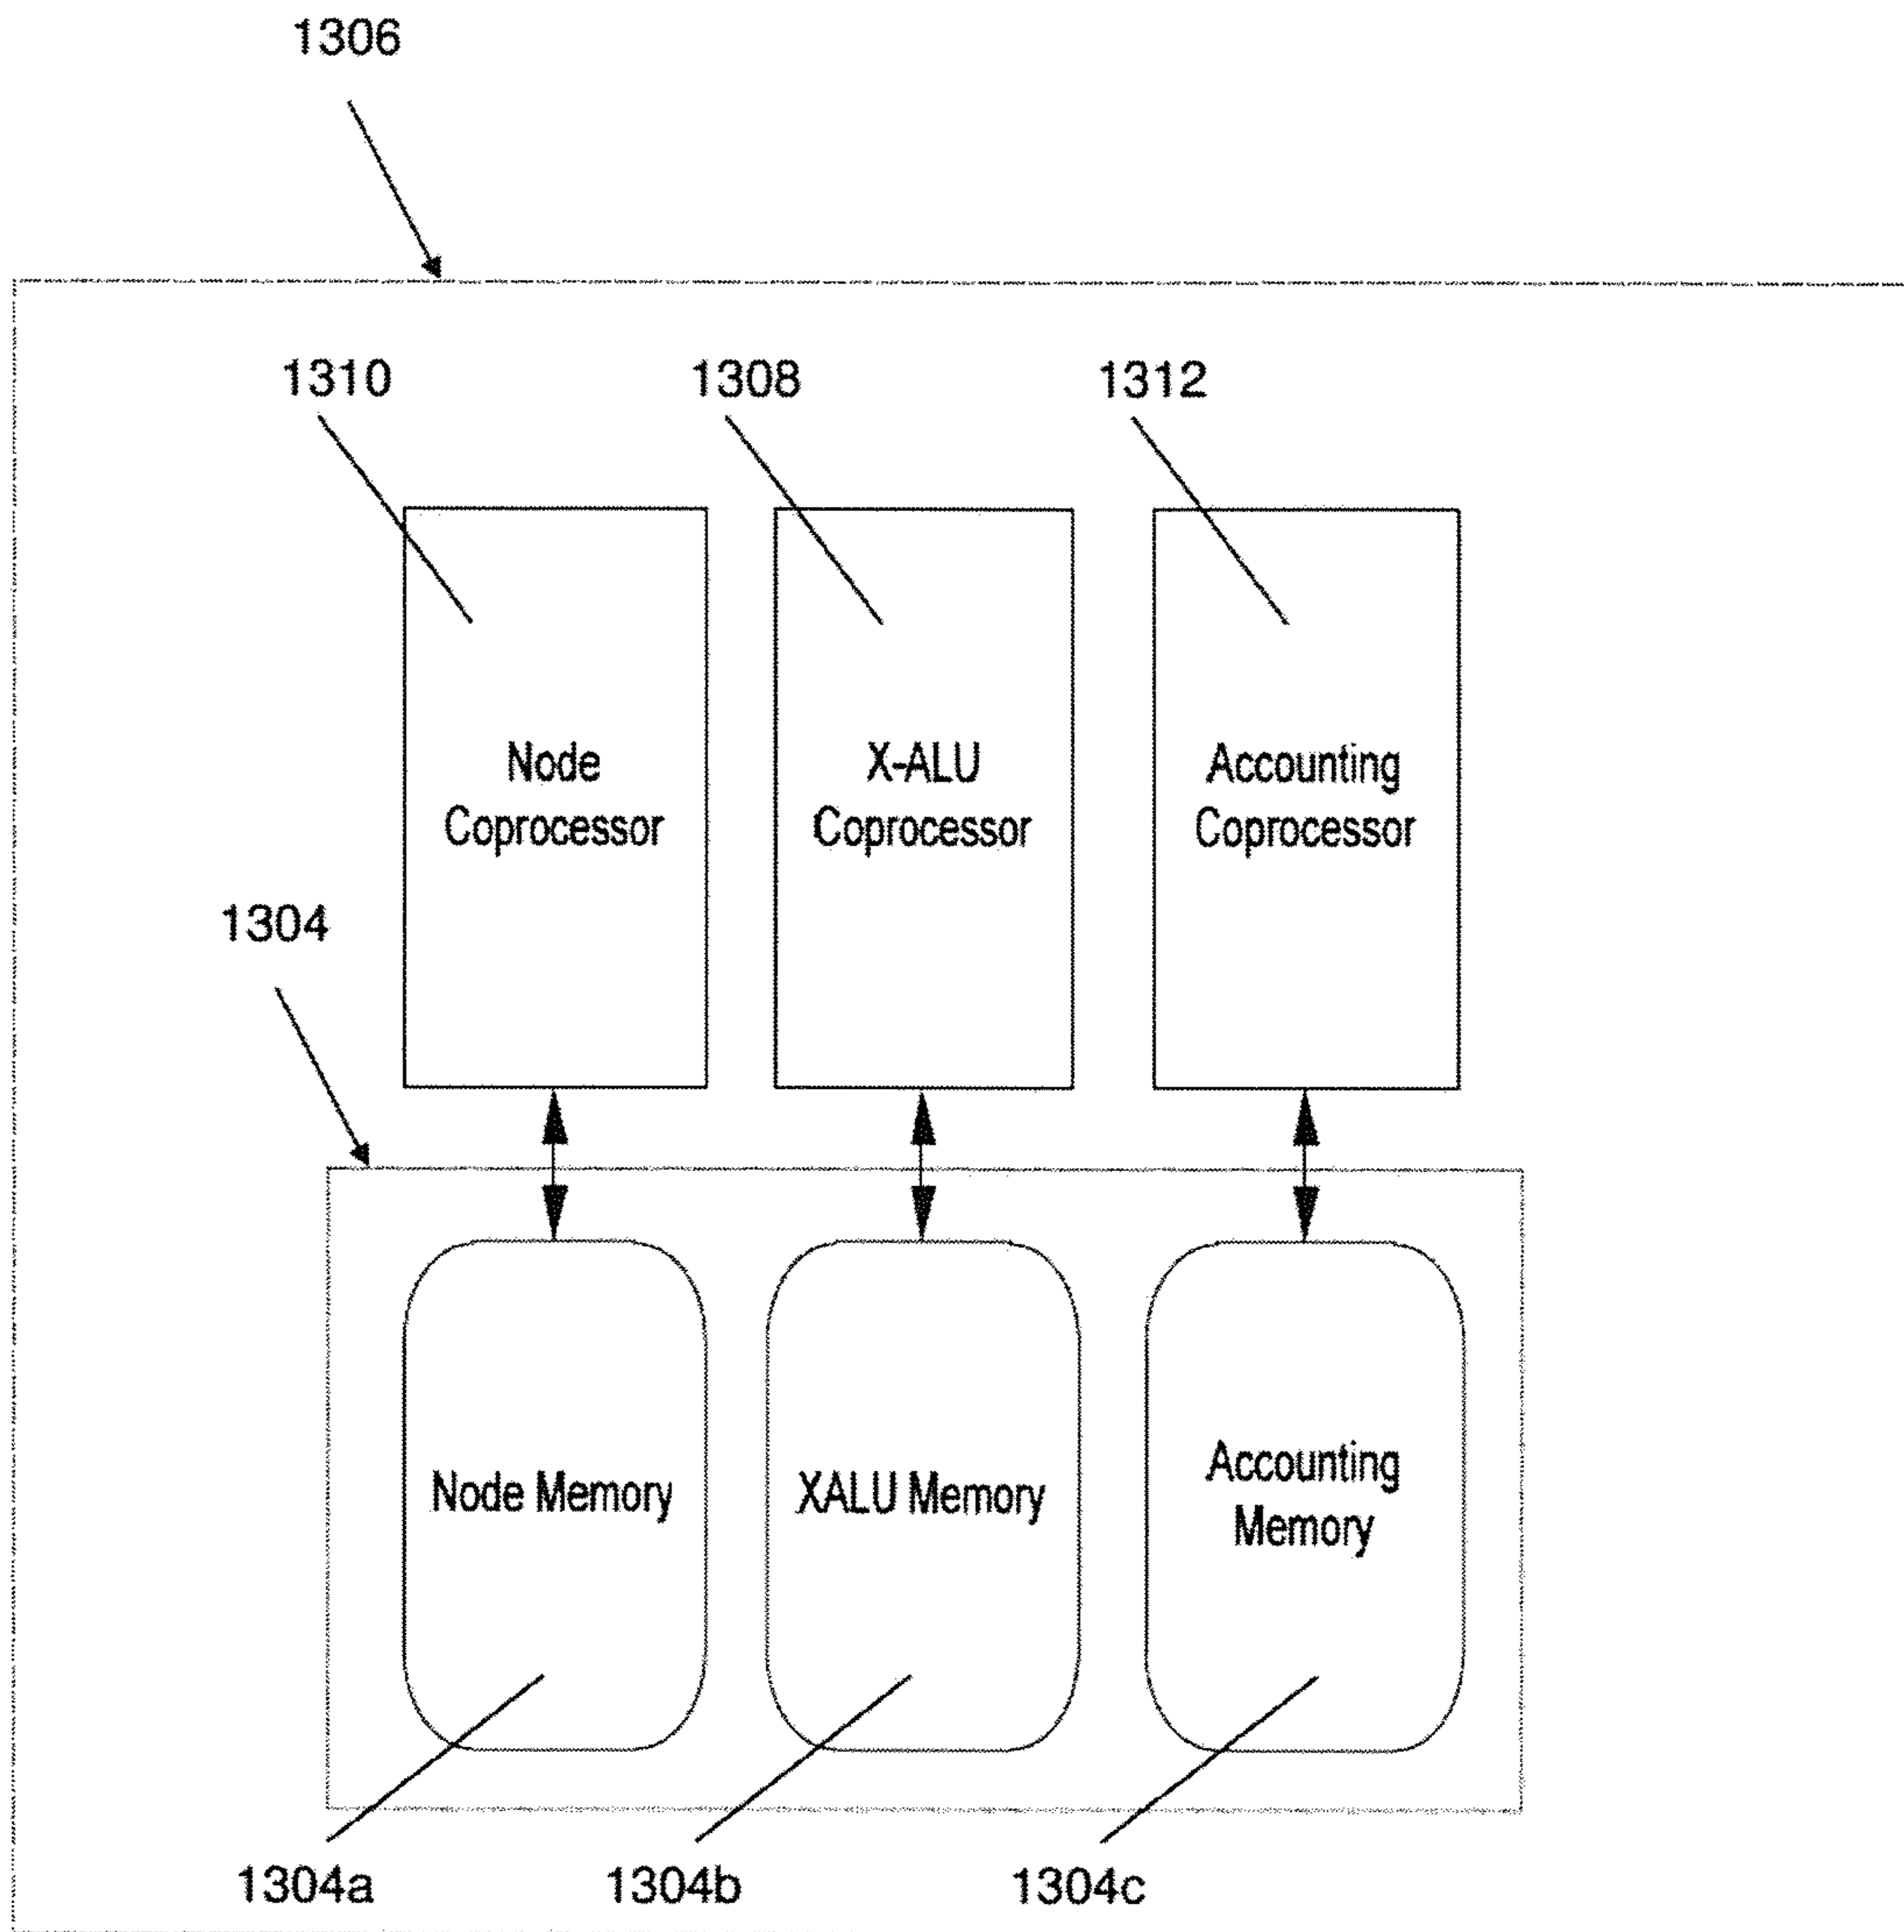 1306
1310
1308
1312
Node
Coprocessor
X-ALU
Coprocessor
Accounting
Coprocessor
1304
Node Memory
XALU Memory
Accounting
Memory
1304a
1304b
1304c